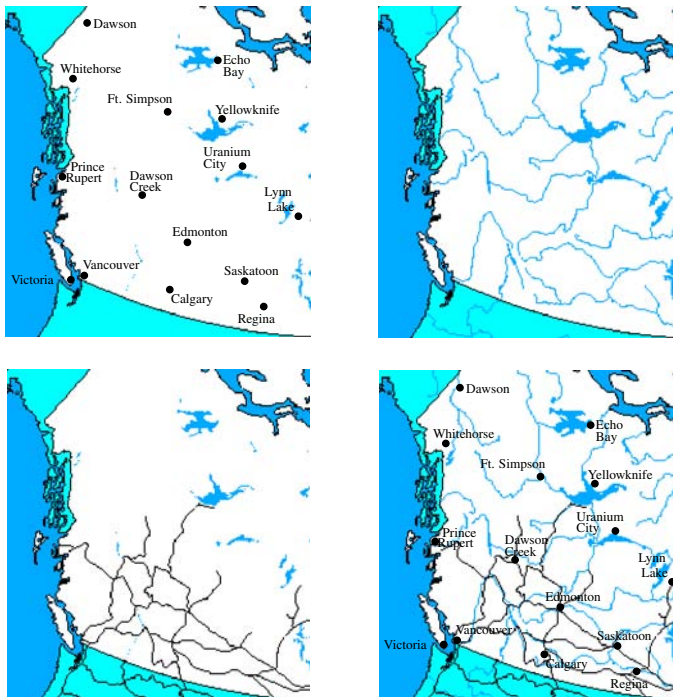 Dawson
Echo
Bay
Whitehorse
Ft. Simpson
Yellowknife
Uranium
City
Prince
Rupert
Dawson
Creek
Lynn
Lake
Edmonton
Vancouver
Victoria
Saskatoon
Calgary
Regina
Dawson
Echo
Bay
Whitehorse
Ft. Simpson
Yellowknife
Uranium
City
Prince
Rupert
Dawson
Creek
Lynn
Lake
Edmonton
Vancouver
Victoria
Saskatoon
Calgary
Regina